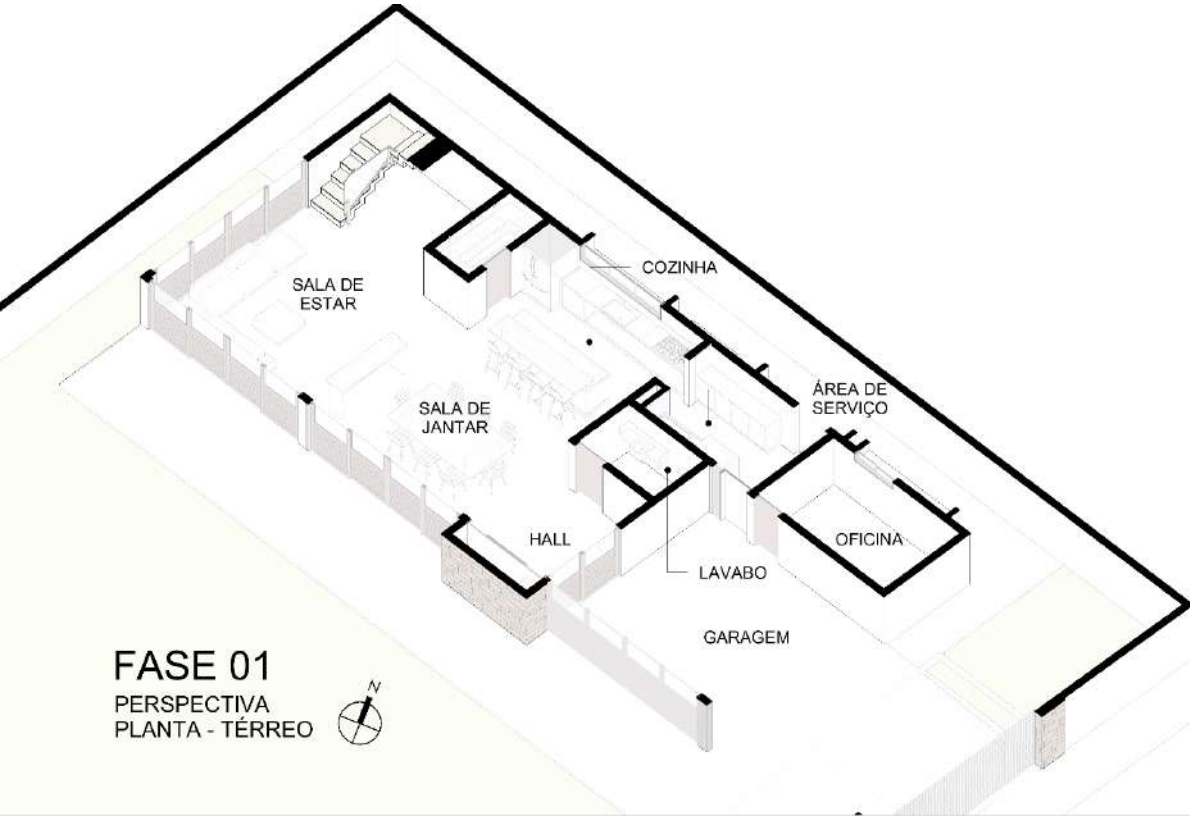 COZINHA
SALA DE
ESTAR
ÁREA DE
SERVIÇO
SALA DE
JANTAR
HALL
OFICINA
LAVABO
GARAGEM
FASE 01
PERSPECTIVA
PLANTA - TÉRREO
N